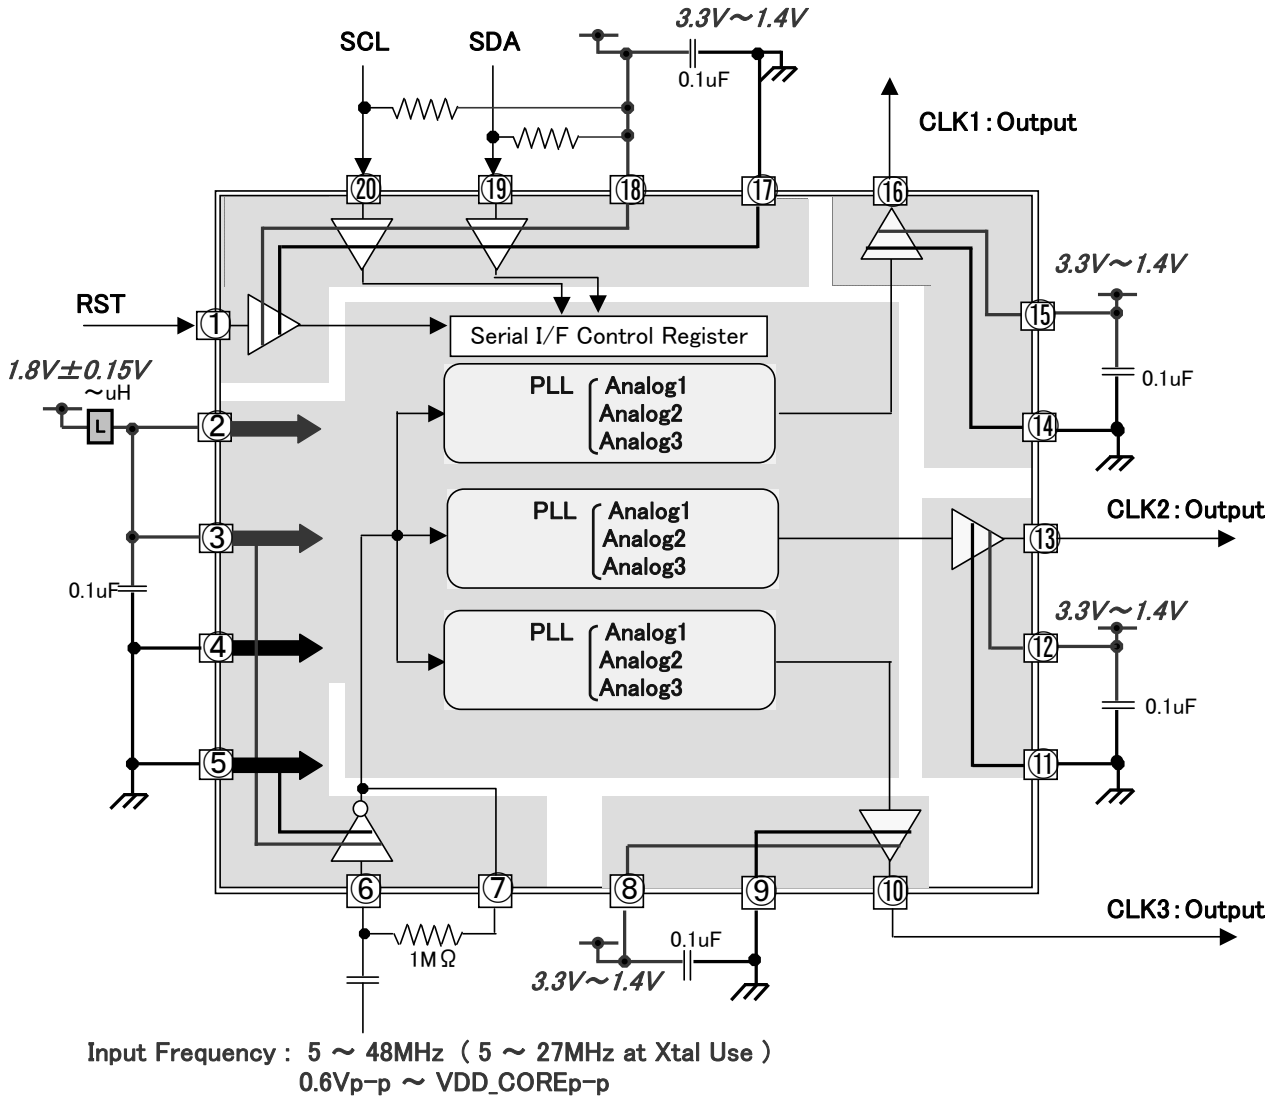 3.3V～1.4V
SCL
SDA
0.1uF
CLK1：Output
20
19
18
17
16
3.3V～1.4V
RST
1
15
Serial I/F Control Register
1.8V±0.15V
～uH
L
2
PLL
Analog1
Analog2
Analog3
0.1uF
14
CLK2：Output
3
PLL
Analog1
Analog2
Analog3
13
0.1uF
3.3V～1.4V
4
PLL
Analog1
Analog2
Analog3
12
0.1uF
5
11
6
7
8
9
10
CLK3：Output
1MΩ
0.1uF
3.3V～1.4V
Input Frequency : 5 ～ 48MHz ( 5 ～ 27MHz at Xtal Use )
0.6Vp-p ～ VDD_COREp-p